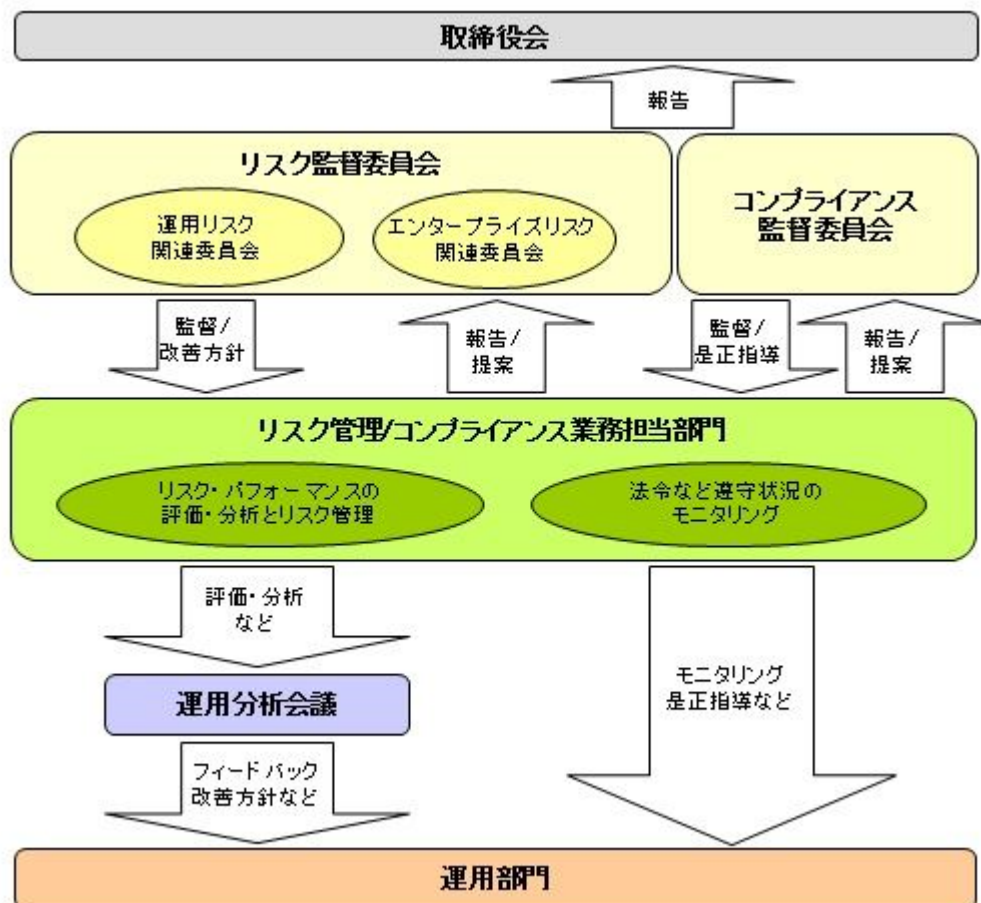 取締役会
報告
リスク監督委員会
運用リスク
関連委員会
エンタープライズリスク
関連委員会
コンプライアンス
監督委員会
監督/
改善方針
報告/
提案
監督/
是正指導
報告/
提案
リスク管理/コンプライアンス業務担当部門
リスク・パフォーマンスの
評価・分析とリスク管理
法令など遵守状況の
モニタリング
評価・分析
など
運用分析会議
モニタリング
是正指導など
フィードバック
改善方針など
運用部門